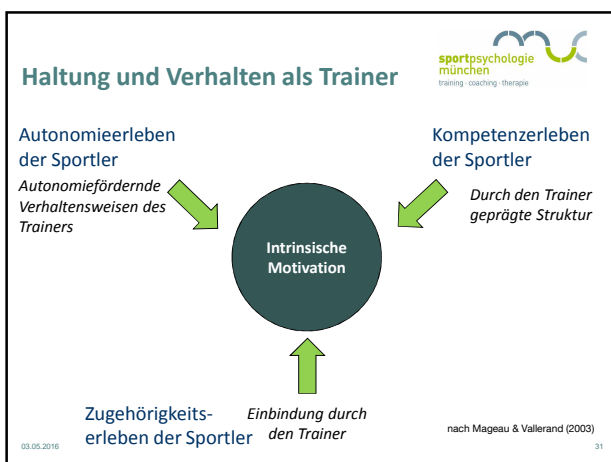 Haltung und Verhalten als Trainer
sportpsychologie
münchen
training · coaching · therapie
Autonomieerleben
der Sportler
Autonomiefördernde
Verhaltensweisen des
Trainers
Kompetenzerleben
der Sportler
Durch den Trainer
geprägte Struktur
Intrinsische
Motivation
Zugehörigkeits-
erleben der Sportler
Einbindung durch
den Trainer
nach Mageau & Vallerand (2003)
03.05.2016
31